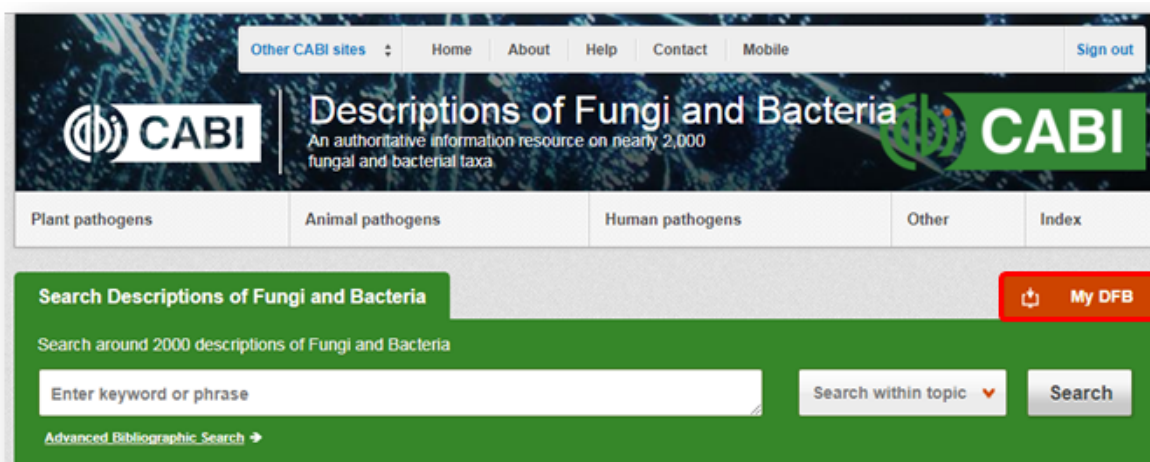 Other CABI sites Home About Help Contact Mobile Sign out
CABI Descriptions of Fungi and Bacteria CABI
An authoritative information resource on nearly 2,000
fungal and bacterial taxa
Plant pathogens Animal pathogens Human pathogens Other Index
Search Descriptions of Fungi and Bacteria My DFB
Search around 2000 descriptions of Fungi and Bacteria
Enter keyword or phrase Search within topic Search
Advanced Bibliographic Search